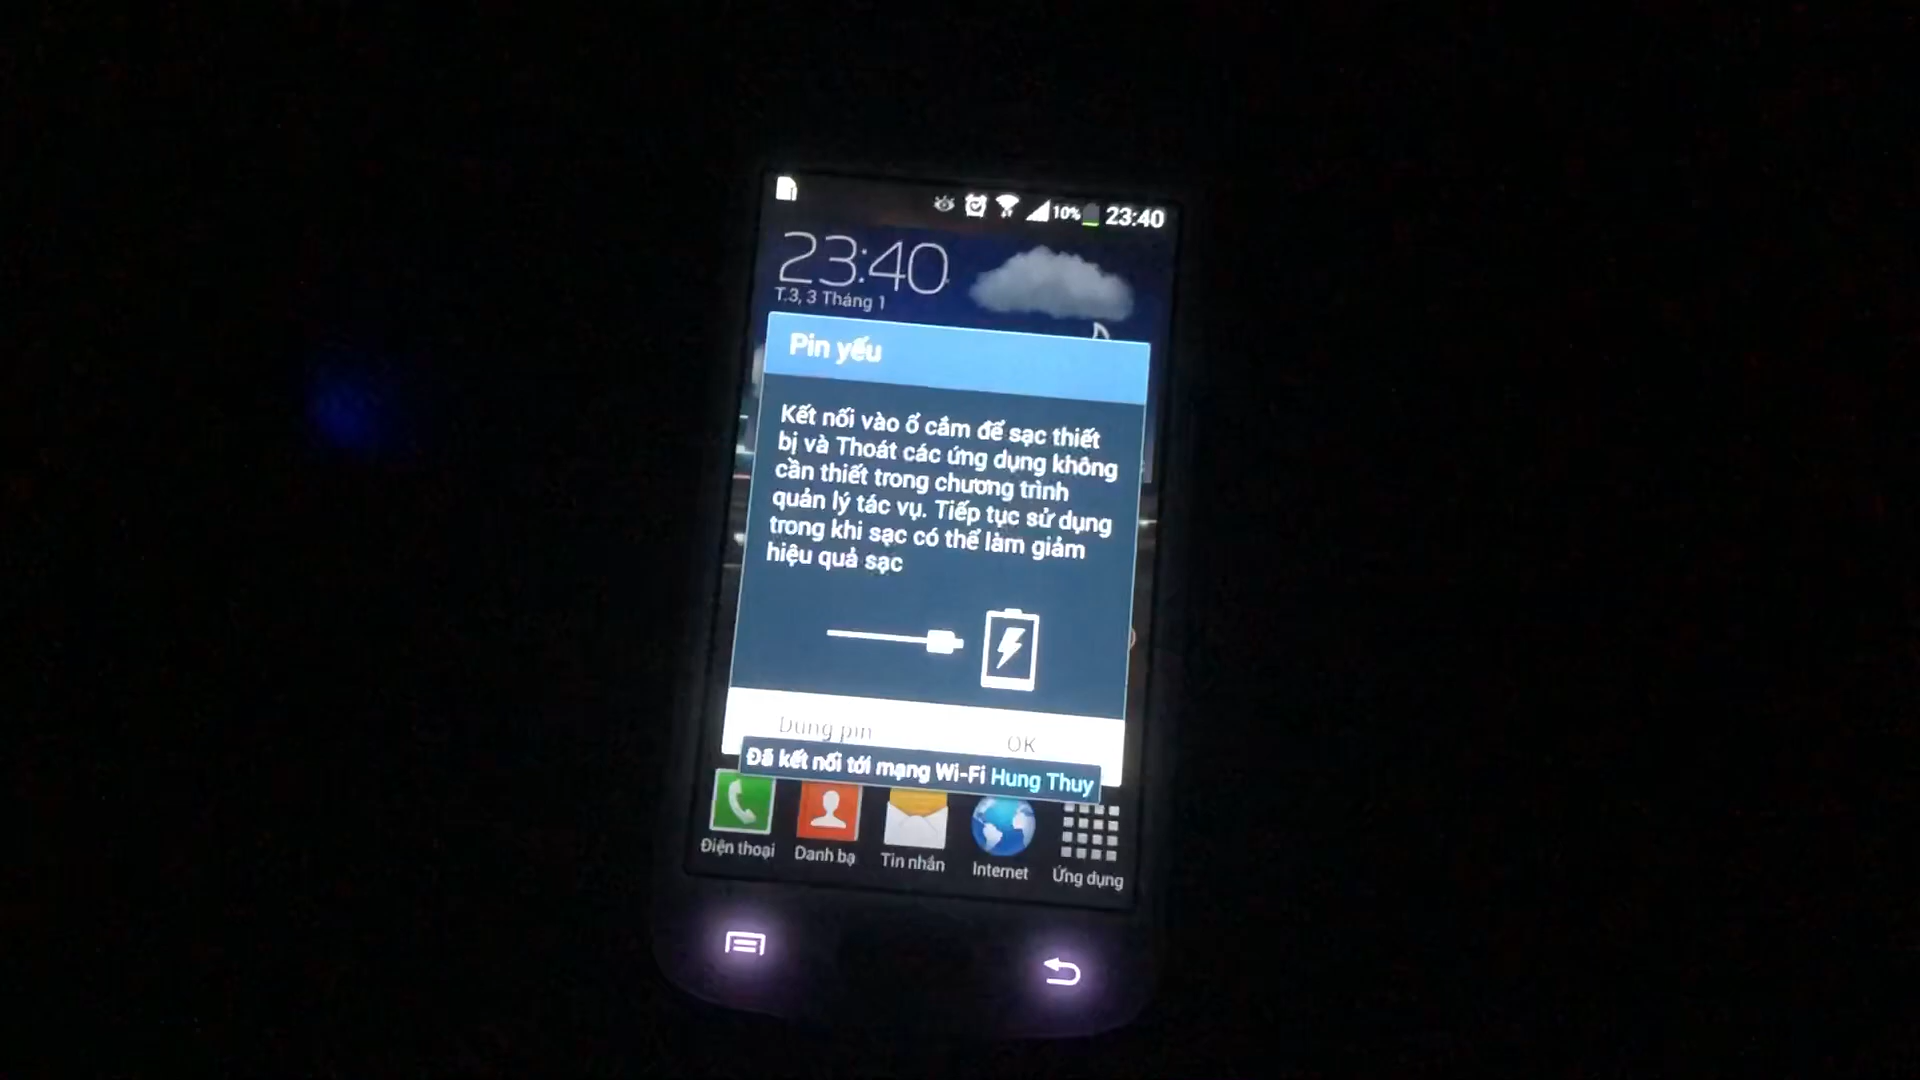 10% 23:40
23:40
T.3, 3 Tháng 1
Pin yếu
Kết nối vào ổ cắm để sạc thiết
bị và Thoát các ứng dụng không
cần thiết trong chương trình
quản lý tác vụ. Tiếp tục sử dụng
trong khi sạc có thể làm giảm
hiệu quả sạc
Dùng pin OK
Đã kết nối tới mạng Wi-Fi Hung Thuy
Điện thoại Danh bạ Tin nhắn Internet Ứng dụng